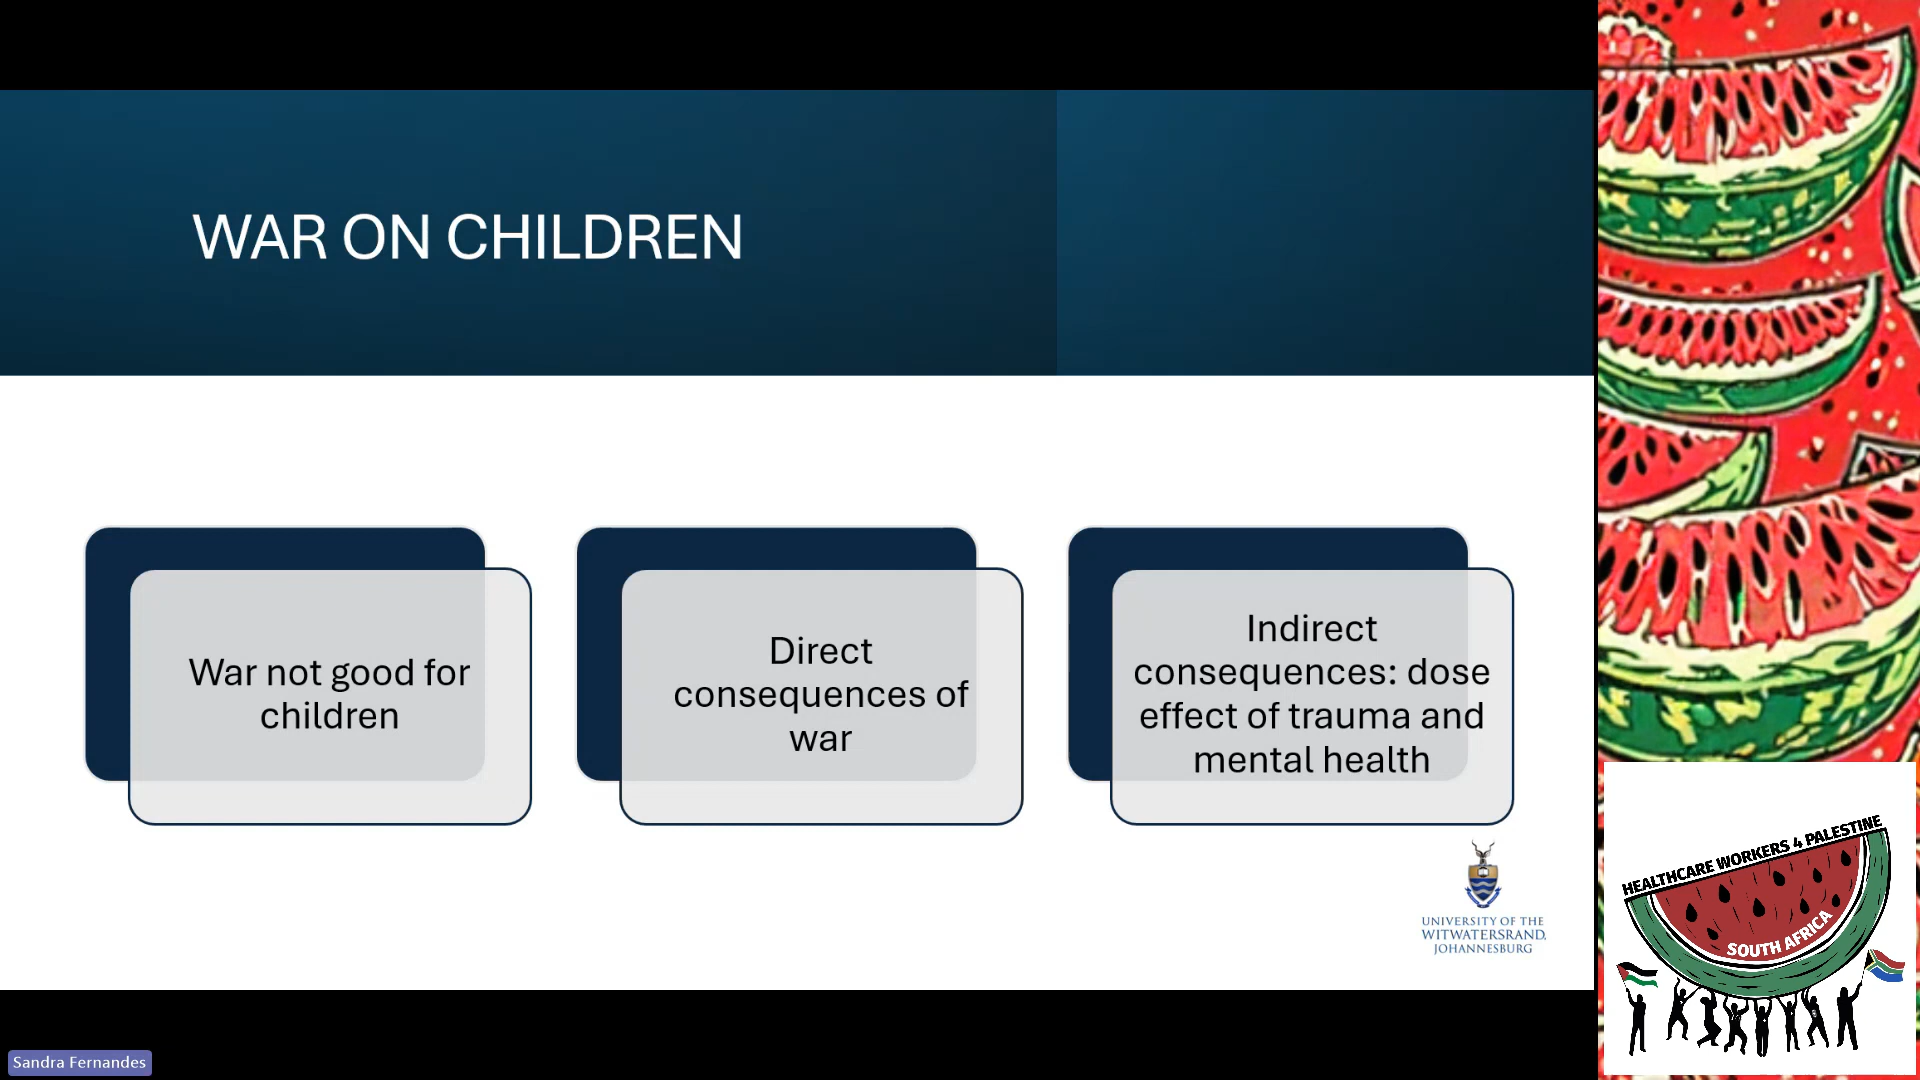 WAR ON CHILDREN
War not good for
children
Direct
consequences of
war
Indirect
consequences: dose
effect of trauma and
mental health
UNIVERSITY OF THE
WITWATERSRAND,
JOHANNESBURG
HEALTHCARE WORKERS 4 PALESTINE
SOUTH AFRICA
Sandra Fernandes